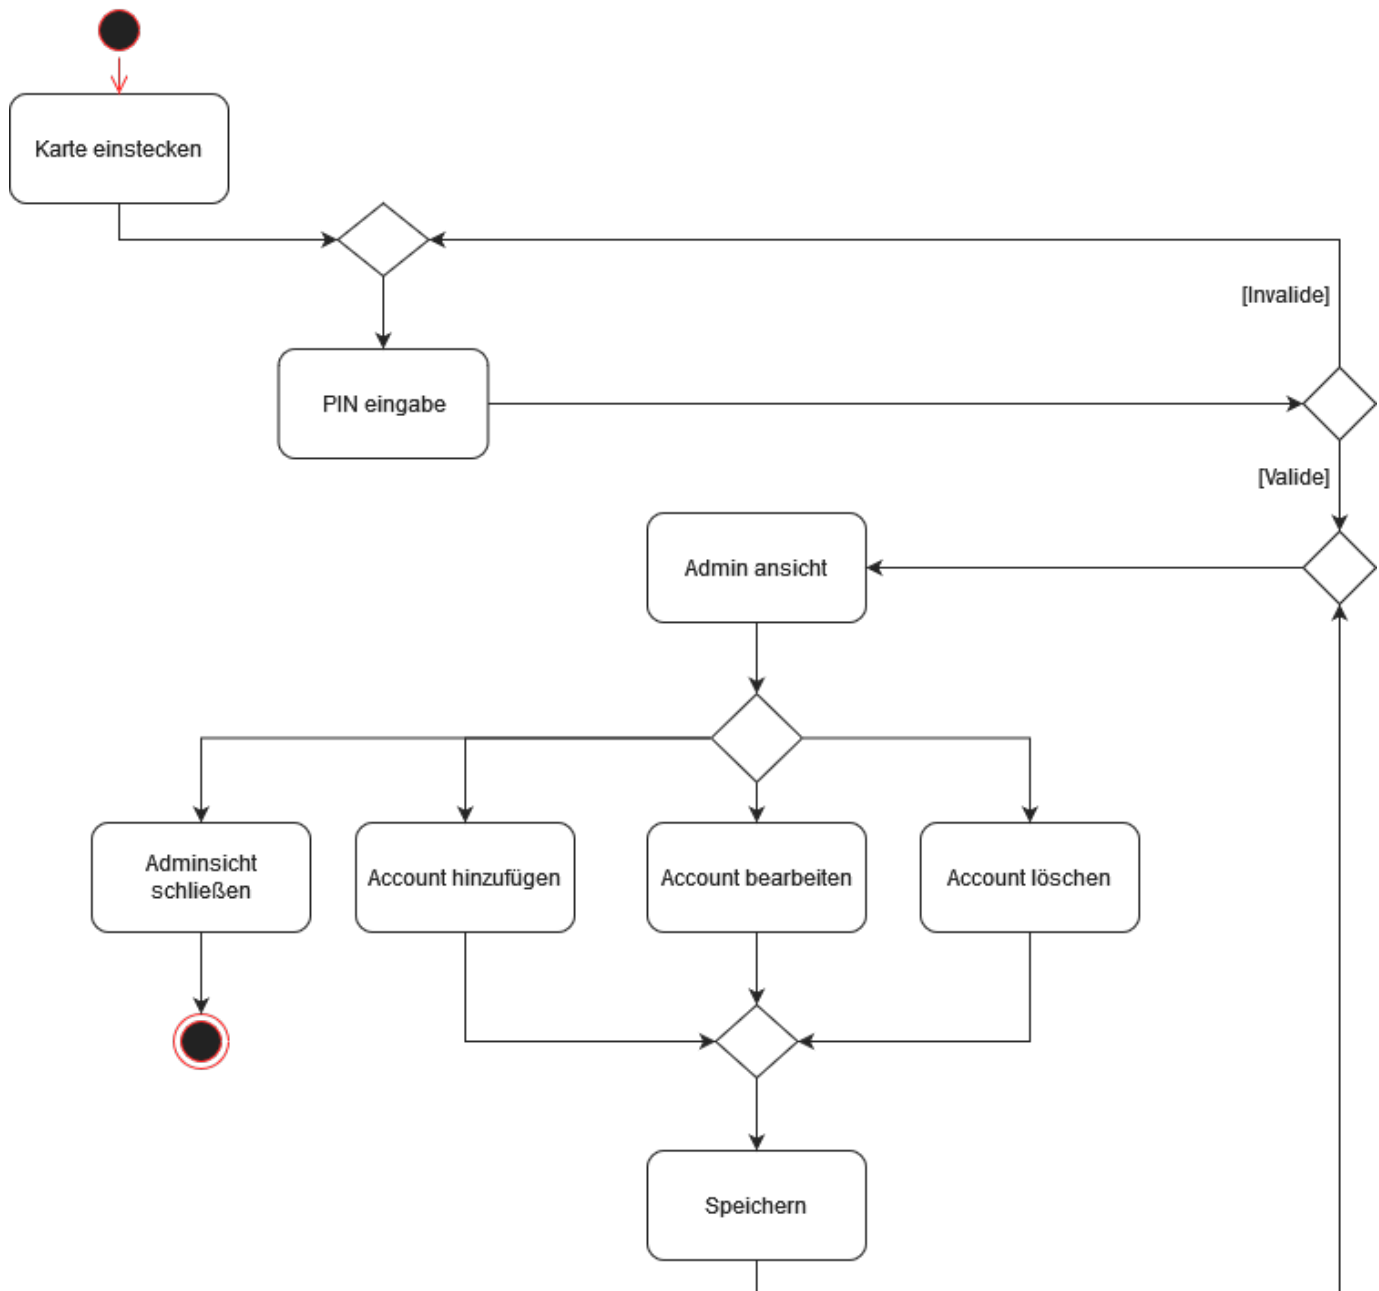 Karte einstecken
[Invalide]
PIN eingabe
[Valide]
Admin ansicht
Adminsicht
schließen
Account hinzufügen
Account bearbeiten
Account löschen
Speichern